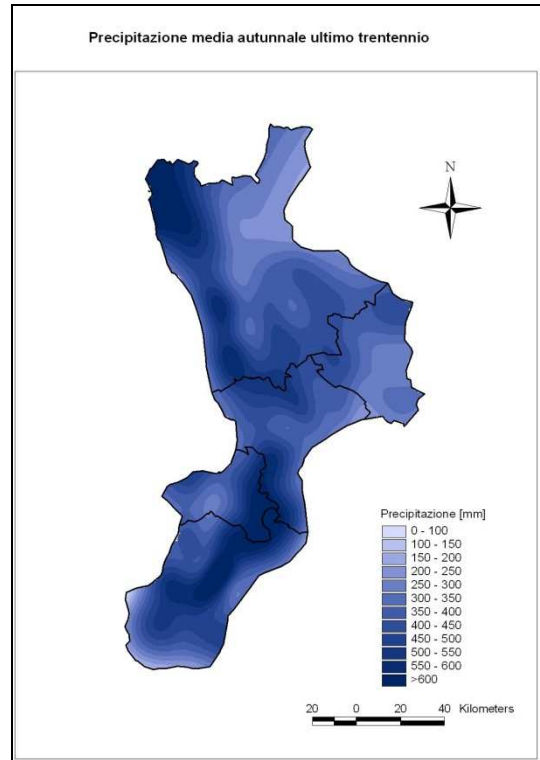 Precipitazione media autunnale ultimo trentennio
N
Precipitazione [mm]
0 - 100
100 - 150
150 - 200
200 - 250
250 - 300
300 - 350
350 - 400
400 - 450
450 - 500
500 - 550
550 - 600
>600
20 0 20 40 Kilometers